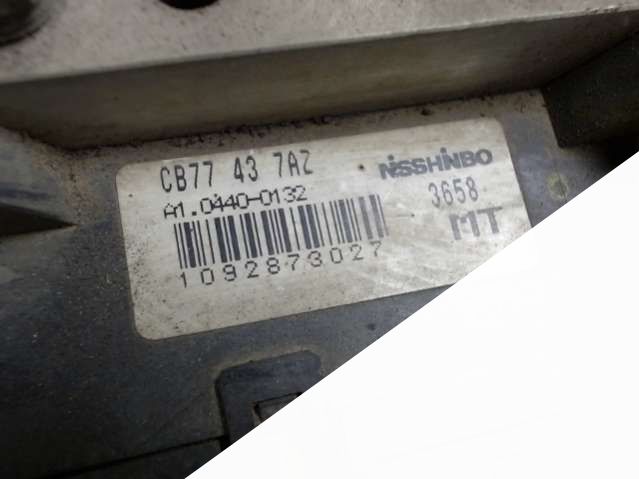 CB77 43 7AZ NISSHINBO
A1.0440-0132 3658
MT
1092873027